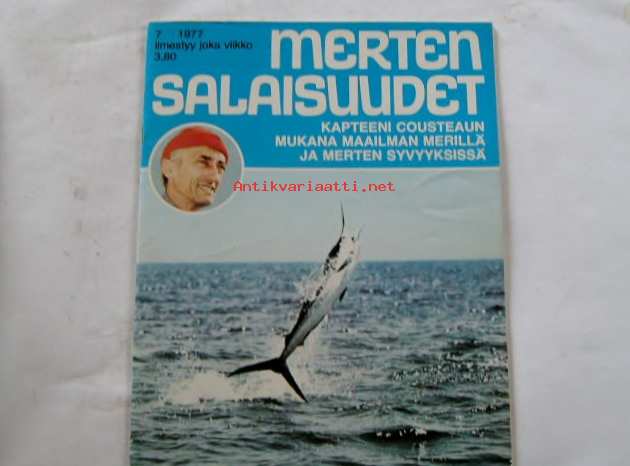 7 1977
ilmestyy joka viikko
3,80
MERTEN
SALAISUUDET
KAPTEENI COUSTEAUN
MUKANA MAAILMAN MERILLÄ
JA MERTEN SYVYYKSISSÄ
Antikvariaatti.net